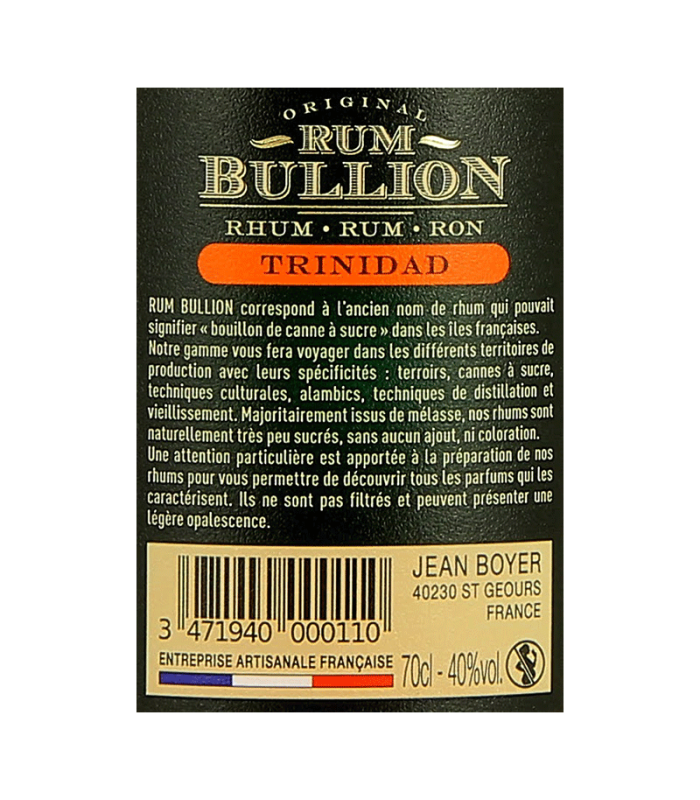 ORIGINAL
RUM
BULLION
RHUM • RUM • RON
TRINIDAD
RUM BULLION correspond à l'ancien nom de rhum qui pouvait
signifier « bouillon de canne à sucre » dans les îles françaises.
Notre gamme vous fera voyager dans les différents territoires de
production avec leurs spécificités : terroirs, cannes à sucre,
techniques culturales, alambics, techniques de distillation et
vieillissement. Majoritairement issus de mélasse, nos rhums sont
naturellement très peu sucrés, sans aucun ajout, ni coloration.
Une attention particulière est apportée à la préparation de nos
rhums pour vous permettre de découvrir tous les parfums qui les
caractérisent. Ils ne sont pas filtrés et peuvent présenter une
légère opalescence.
JEAN BOYER
40230 ST GEOURS
FRANCE
3 471940 000110
ENTREPRISE ARTISANALE FRANÇAISE
70cl - 40%vol.